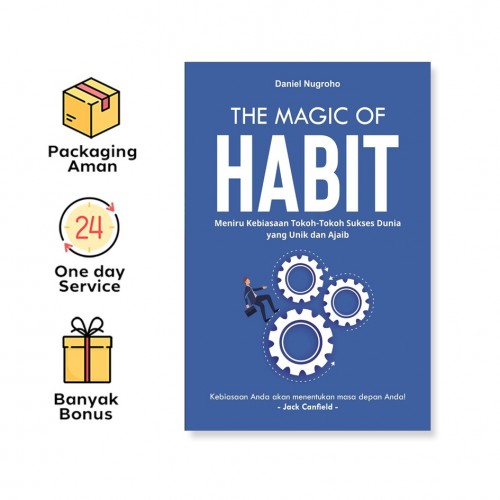 Packaging
Aman
24
One day
Service
Banyak
Bonus
Daniel Nugroho
THE MAGIC OF
HABIT
Meniru Kebiasaan Tokoh-Tokoh Sukses Dunia
yang Unik dan Ajaib
Kebiasaan Anda akan menentukan masa depan Anda!
- Jack Canfield -